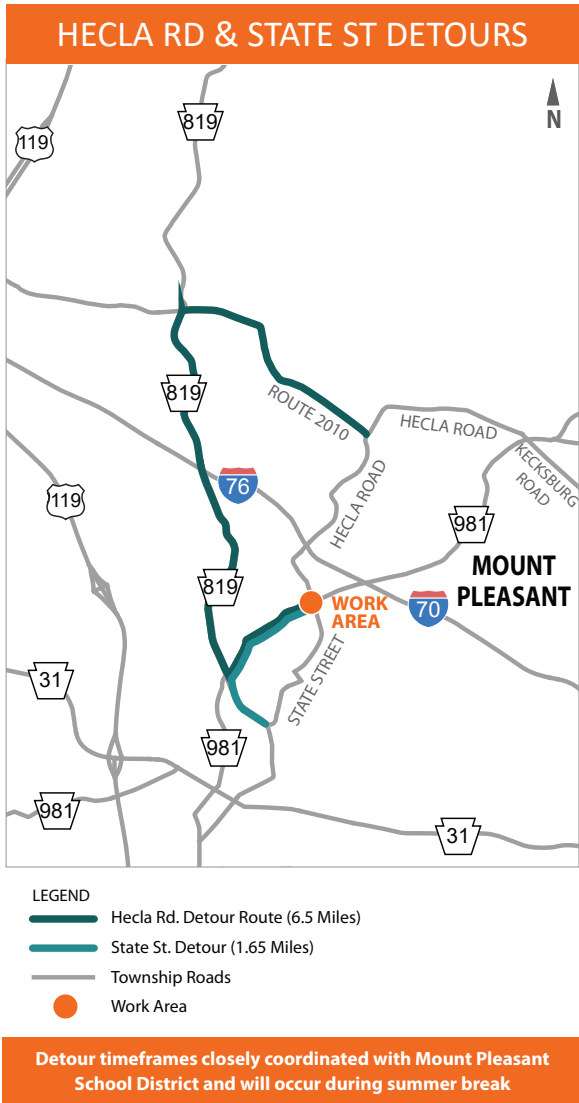 HECLA RD & STATE ST DETOURS
819
119
N
819
ROUTE 2010
HECLA ROAD
KECKSBURG
ROAD
76
HECLA ROAD
119
981
MOUNT
PLEASANT
819
WORK
AREA
70
STATE STREET
31
981
981
31
LEGEND
Hecla Rd. Detour Route (6.5 Miles)
State St. Detour (1.65 Miles)
Township Roads
Work Area
Detour timeframes closely coordinated with Mount Pleasant
School District and will occur during summer break